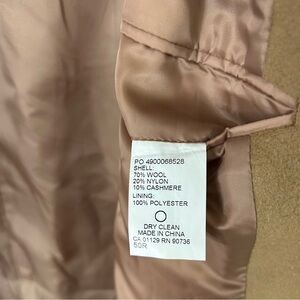 PO 4900068528
SHELL:
70% WOOL
20% NYLON
10% CASHMERE
LINING:
100% POLYESTER
DRY CLEAN
MADE IN CHINA
CA 01129 RN 90736
50R